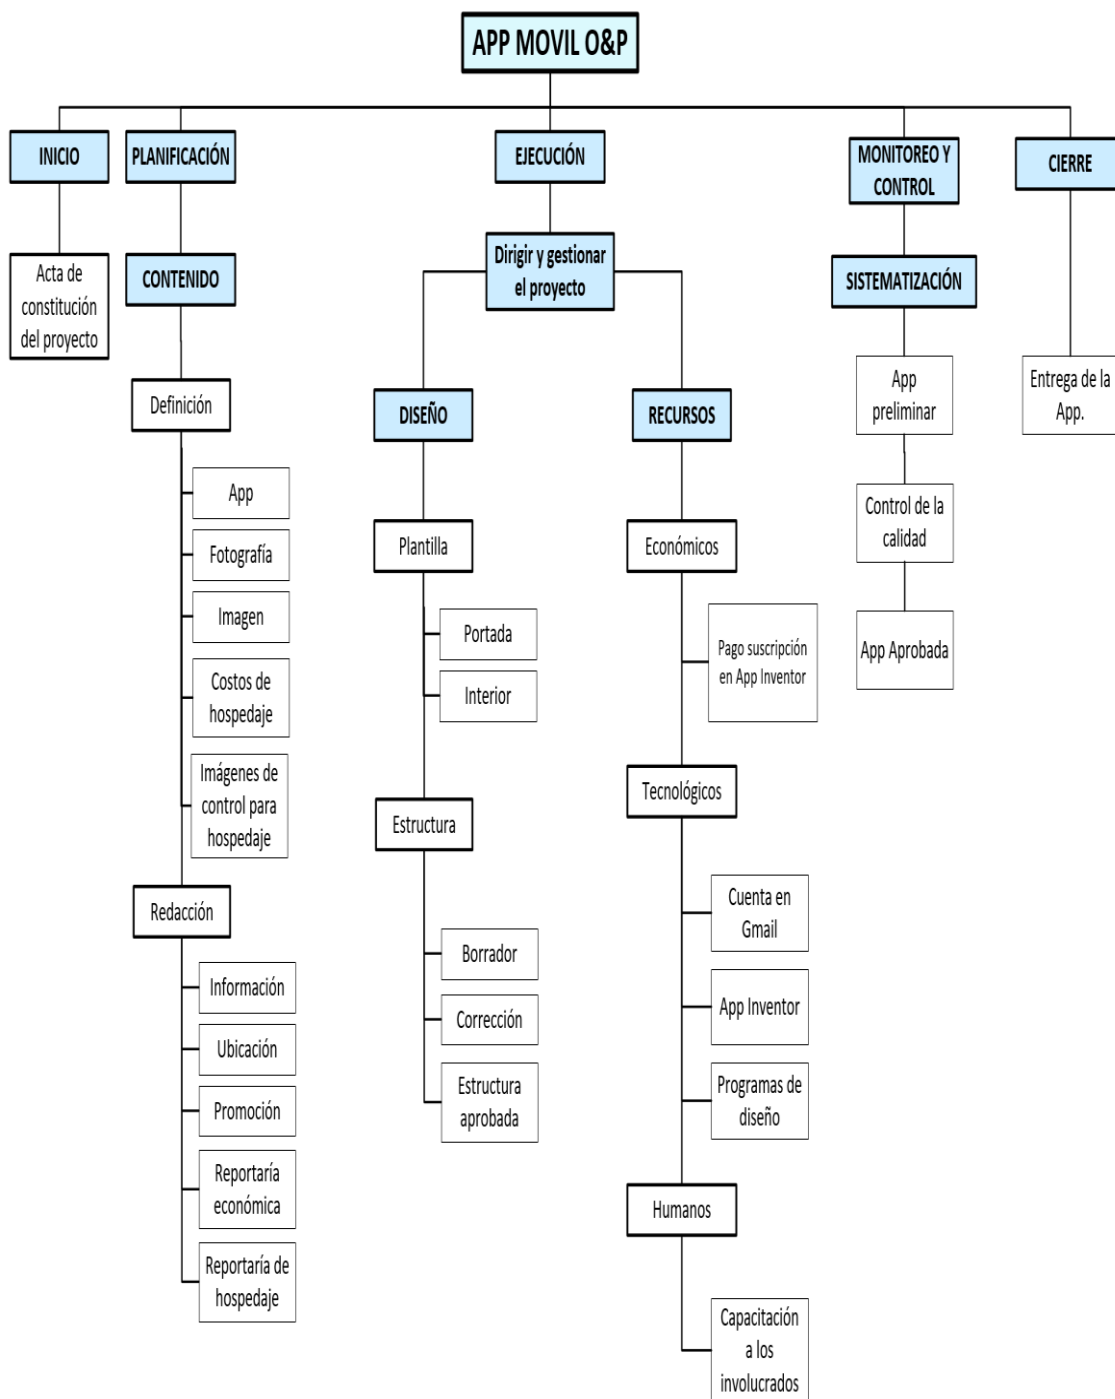 APP MOVIL O&P
INICIO
PLANIFICACIÓN
EJECUCIÓN
MONITOREO Y
CONTROL
CIERRE
Acta de
constitución
del proyecto
CONTENIDO
Definición
App
Fotografía
Imagen
Costos de
hospedaje
Imágenes de
control para
hospedaje
Redacción
Información
Ubicación
Promoción
Reportaría
económica
Reportaría de
hospedaje
Dirigir y gestionar
el proyecto
DISEÑO
Plantilla
Portada
Interior
Estructura
Borrador
Corrección
Estructura
aprobada
RECURSOS
Económicos
Pago suscripción
en App Inventor
Tecnológicos
Cuenta en
Gmail
App Inventor
Programas de
diseño
Humanos
Capacitación
a los
involucrados
SISTEMATIZACIÓN
App
preliminar
Control de la
calidad
App Aprobada
Entrega de la
App.